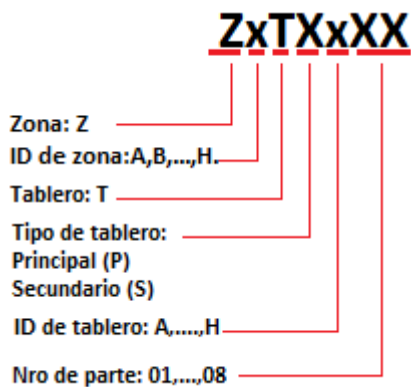 ZxTXxXX
Zona: Z
ID de zona:A,B,...,H.
Tablero: T
Tipo de tablero:
Principal (P)
Secundario (S)
ID de tablero: A,....,H
Nro de parte: 01,...,08